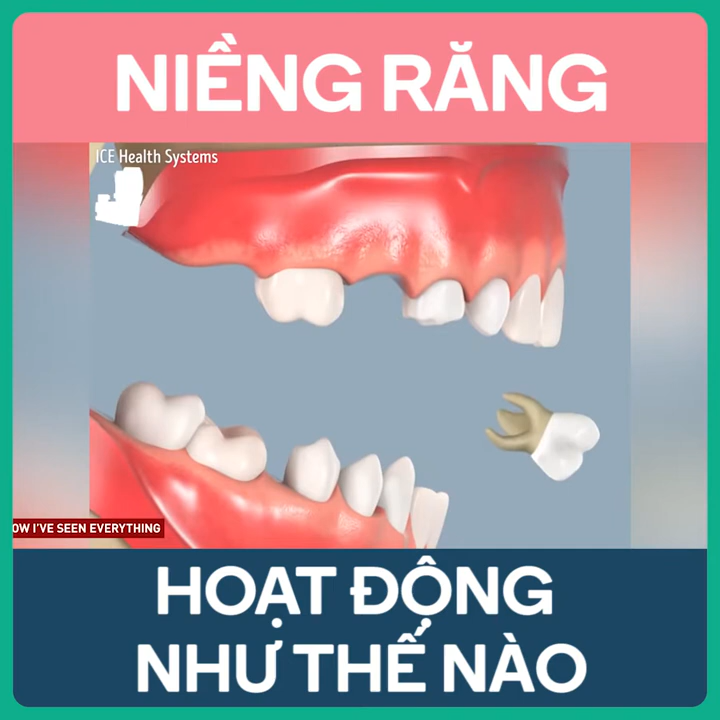 NIỀNG RĂNG
ICE Health Systems
OW I'VE SEEN EVERYTHING
HOẠT ĐỘNG
NHƯ THẾ NÀO